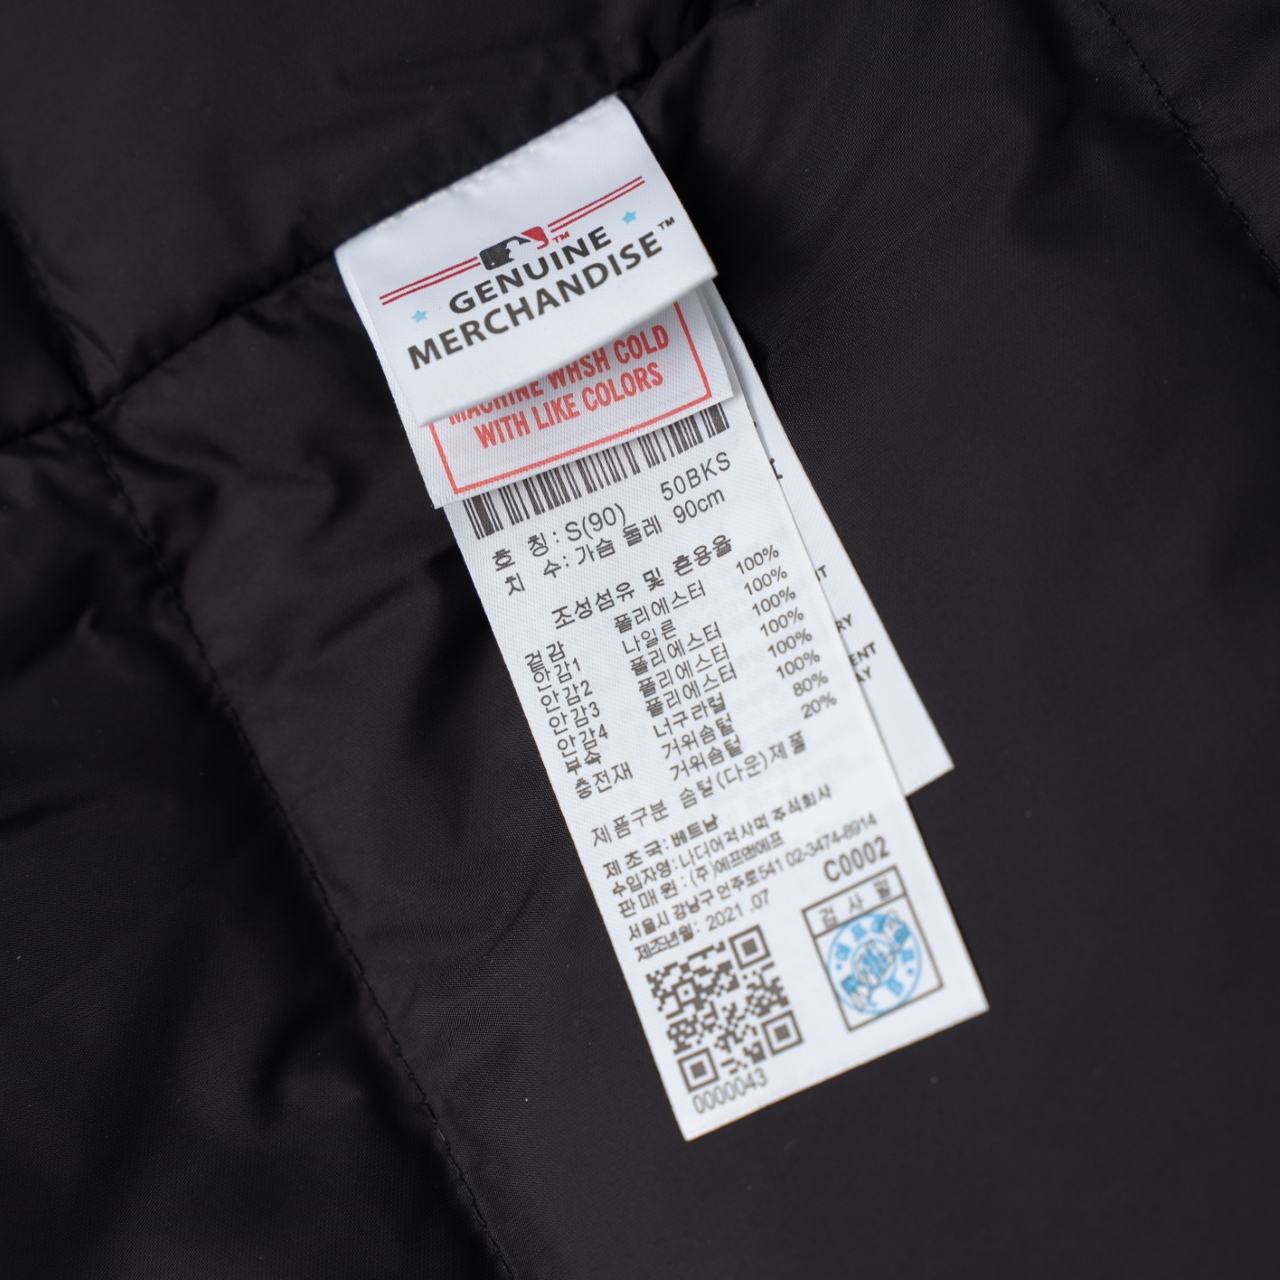 GENUINE
MERCHANDISE™
MACHINE WASH COLD
WITH LIKE COLORS
호 칭 : S(90) 50BKS
치 수 : 가슴 둘레 90cm
조성섬유 및 혼용율
겉감 폴리에스터 100%
안감1 나일론 100%
안감2 폴리에스터 100%
안감3 폴리에스터 100%
안감4 폴리에스터 100%
부속 너구리털 100%
충전재 거위솜털 80%
거위솜털 20%
제품구분 솜털(다운)제품
제 조 국 : 베트남
수입자명 : 나디어럭사며 주식회사
판 매 원 : (주)에프앤에프
서울시 강남구 언주로541 02-3474-8914
제조년월 : 2021 .07
C0002
검 사 필
0000043